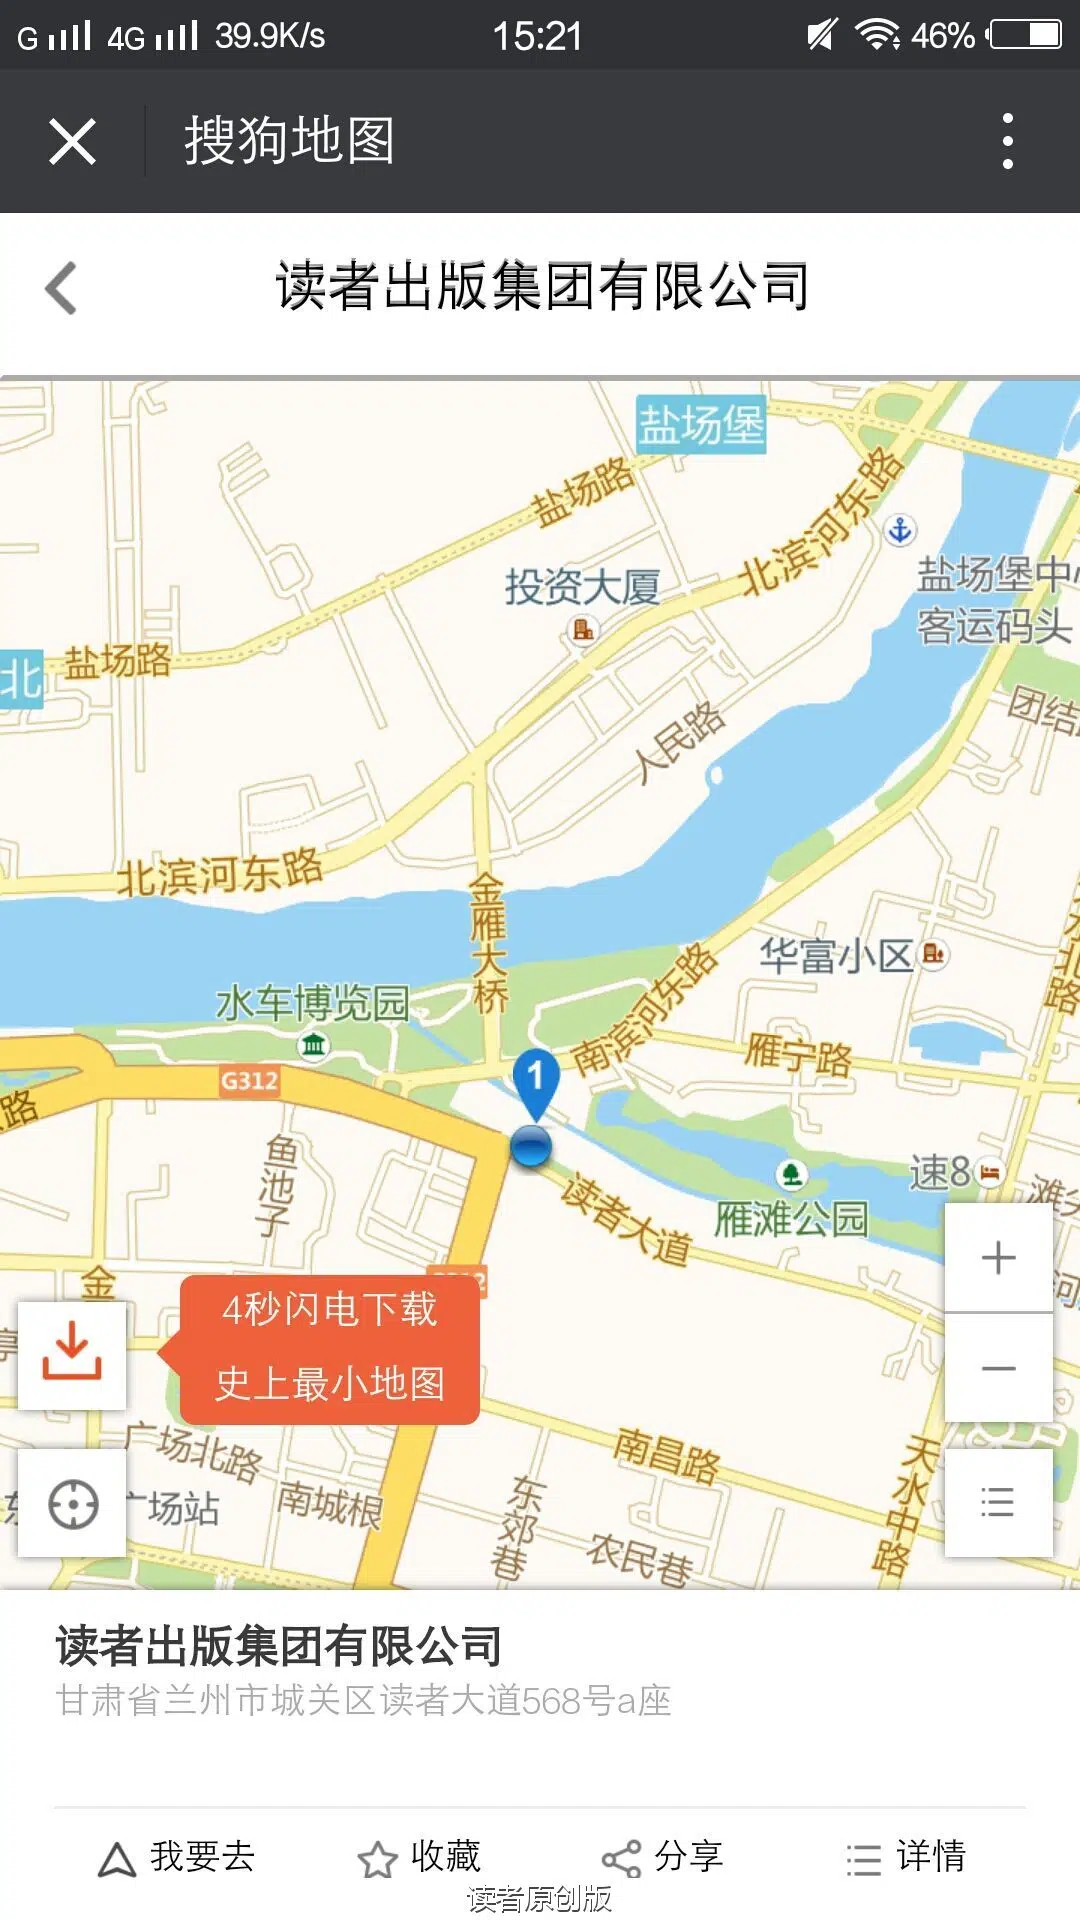 G 4G 39.9K/s 15:21 46%
搜狗地图
读者出版集团有限公司
盐场堡
盐场路
北滨河东路
投资大厦
盐场堡中
客运码头
北
盐场路
团结
人民路
北滨河东路
金雁大桥
华富小区
北路
水车博览园
南滨河东路
雁宁路
G312
1
路
鱼池子
速8
滩尖
读者大道
雁滩公园
+
河
金
4秒闪电下载
史上最小地图
广场北路
南昌路
天水中路
广场站
南城根
东郊巷
农民巷
读者出版集团有限公司
甘肃省兰州市城关区读者大道568号a座
我要去 收藏 分享 详情
读者原创版